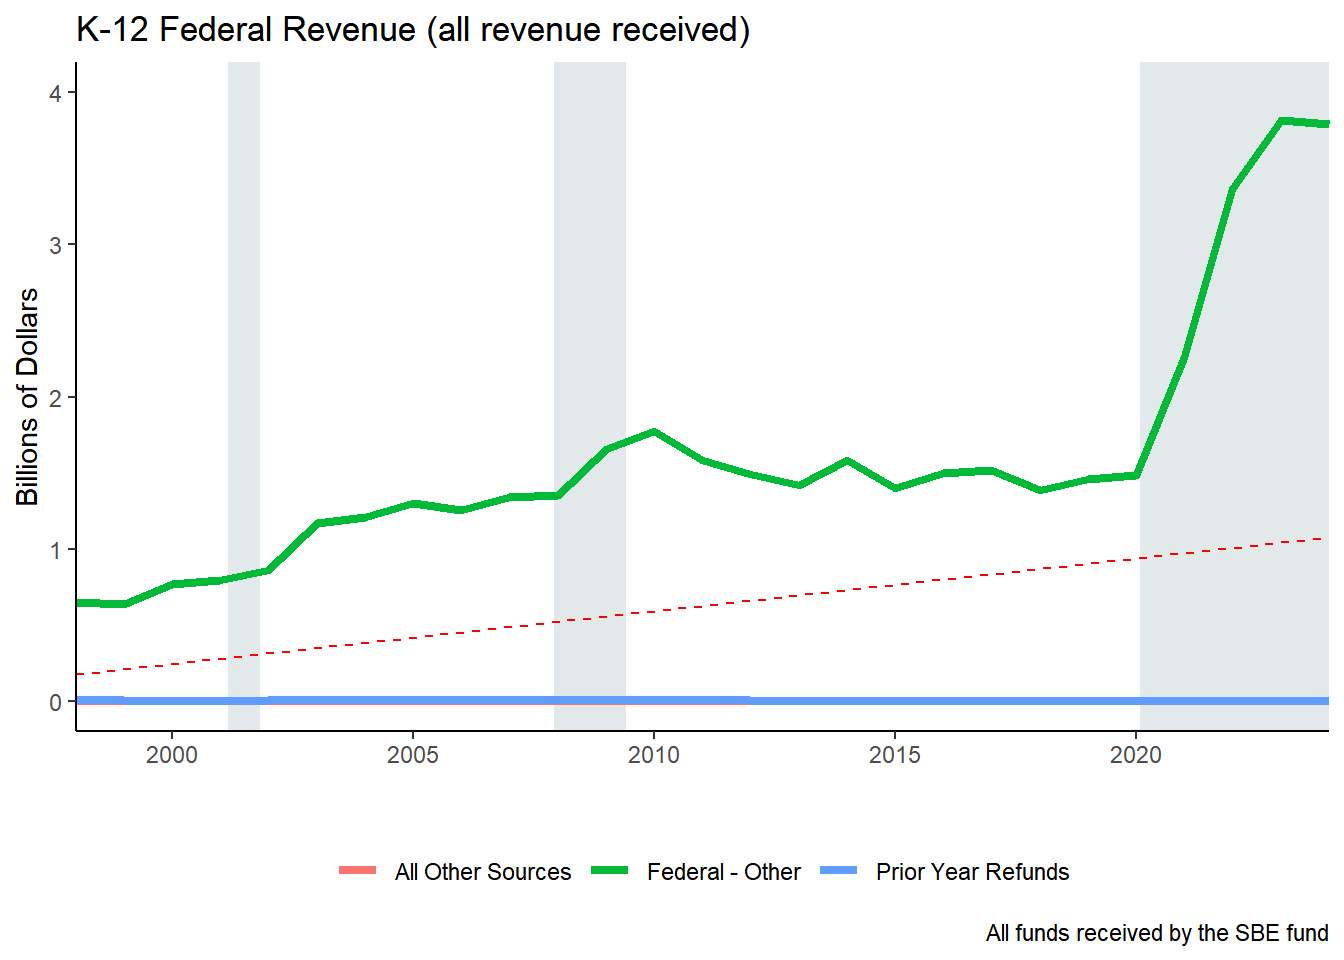 K-12 Federal Revenue (all revenue received)
4
3
2
1
0
Billions of Dollars
2000 2005 2010 2015 2020
All Other Sources Federal - Other Prior Year Refunds
All funds received by the SBE fund